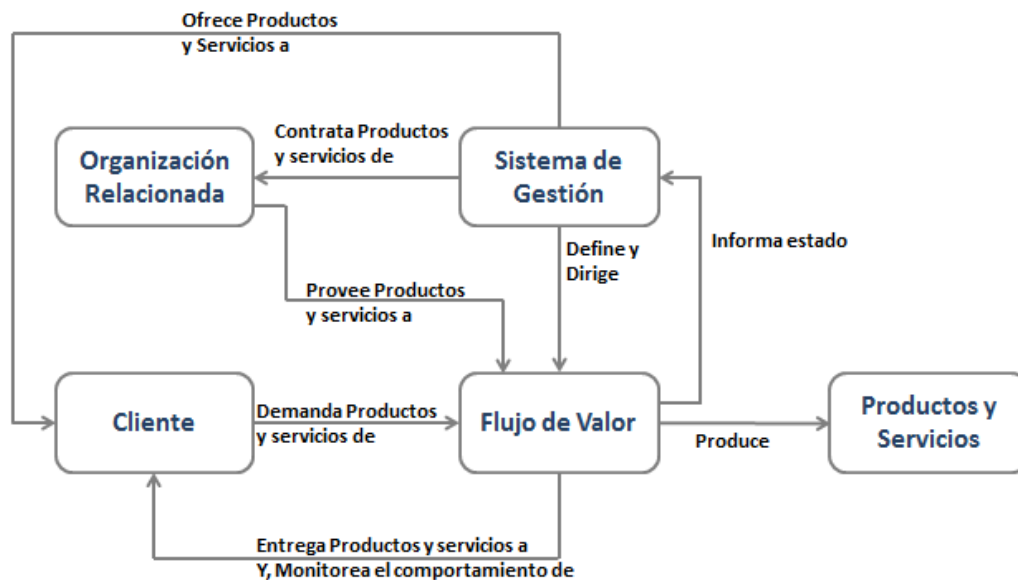 Ofrece Productos
y Servicios a
Contrata Productos
y servicios de
Organización
Relacionada
Sistema de
Gestión
Informa estado
Define y
Dirige
Provee Productos
y servicios a
Cliente
Demanda Productos
y servicios de
Flujo de Valor
Produce
Productos y
Servicios
Entrega Productos y servicios a
Y, Monitorea el comportamiento de